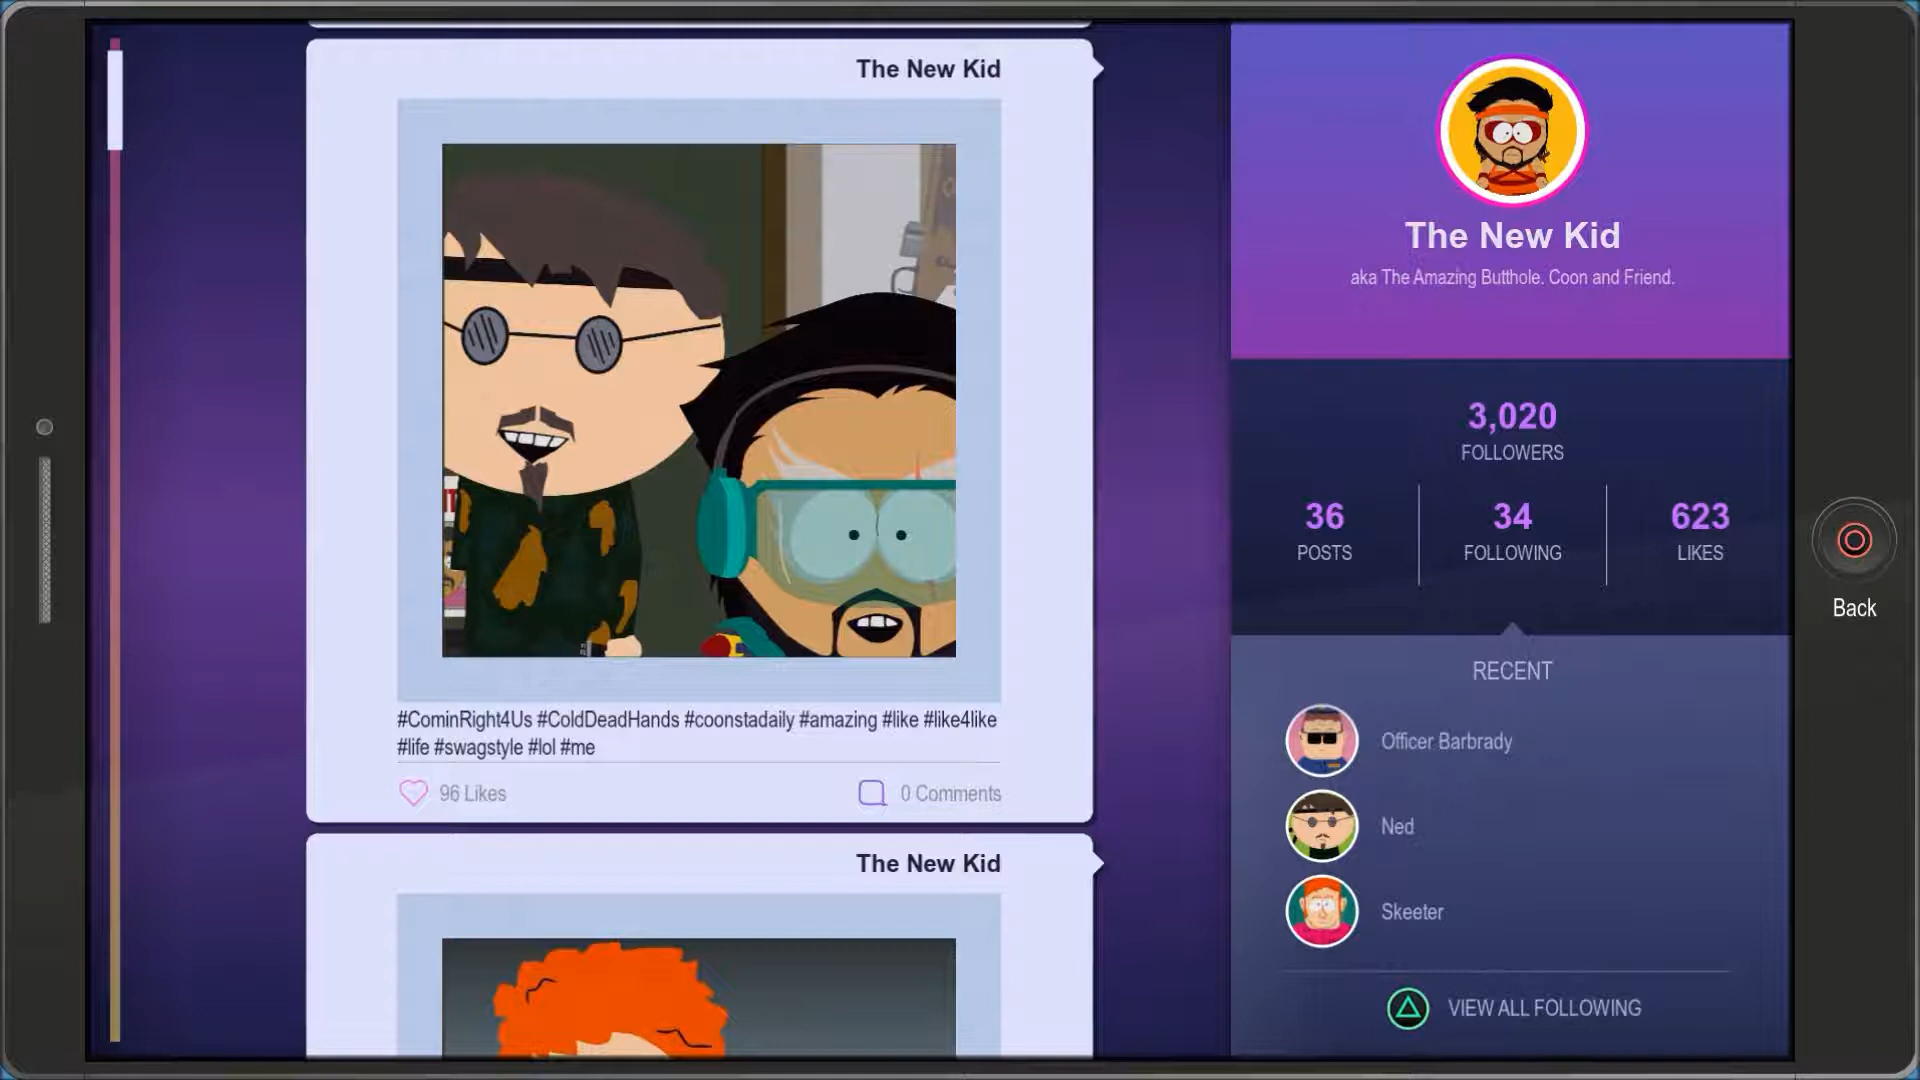 The New Kid
#CominRight4Us #ColdDeadHands #coonstadaily #amazing #like #like4like
#life #swagstyle #lol #me
96 Likes
0 Comments
The New Kid
The New Kid
aka The Amazing Butthole. Coon and Friend.
3,020
FOLLOWERS
36
POSTS
34
FOLLOWING
623
LIKES
RECENT
Officer Barbrady
Ned
Skeeter
VIEW ALL FOLLOWING
Back